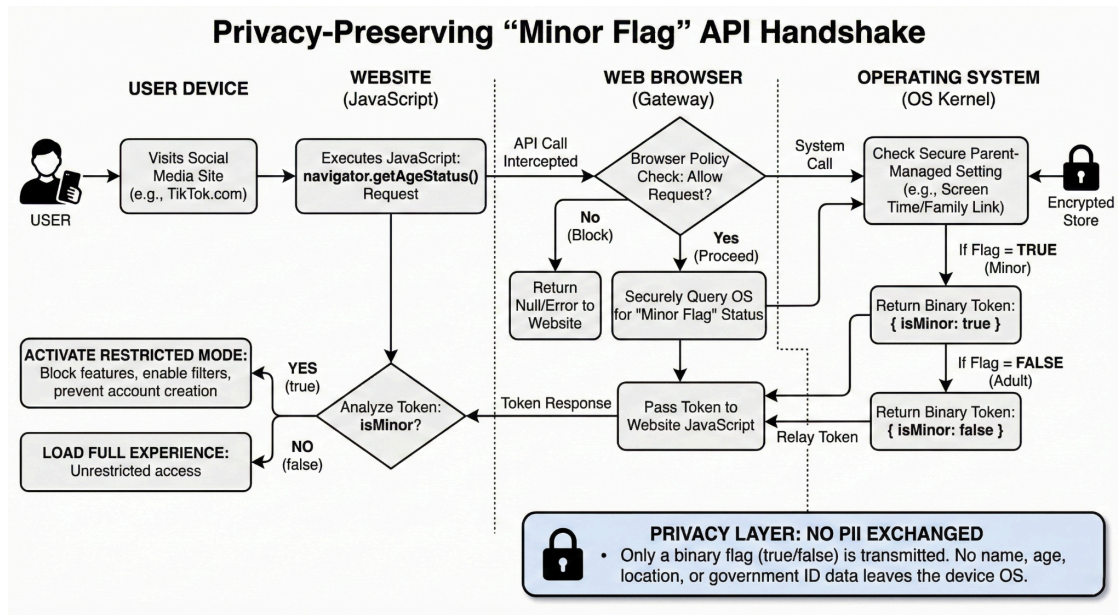 Privacy-Preserving “Minor Flag” API Handshake
USER DEVICE
WEBSITE
(JavaScript)
WEB BROWSER
(Gateway)
OPERATING SYSTEM
(OS Kernel)
USER
Visits Social
Media Site
(e.g., TikTok.com)
Executes JavaScript:
navigator.getAgeStatus()
Request
API Call
Intercepted
Browser Policy
Check: Allow
Request?
System
Call
Check Secure Parent-
Managed Setting
(e.g., Screen
Time/Family Link)
Encrypted
Store
No
(Block)
Yes
(Proceed)
If Flag = TRUE
(Minor)
Return
Null/Error to
Website
Securely Query OS
for "Minor Flag" Status
Return Binary Token:
{ isMinor: true }
If Flag = FALSE
(Adult)
ACTIVATE RESTRICTED MODE:
Block features, enable filters,
prevent account creation
YES
(true)
Analyze Token:
isMinor?
Token Response
Pass Token to
Website JavaScript
Relay Token
Return Binary Token:
{ isMinor: false }
LOAD FULL EXPERIENCE:
Unrestricted access
NO
(false)
PRIVACY LAYER: NO PII EXCHANGED
• Only a binary flag (true/false) is transmitted. No name, age,
location, or government ID data leaves the device OS.